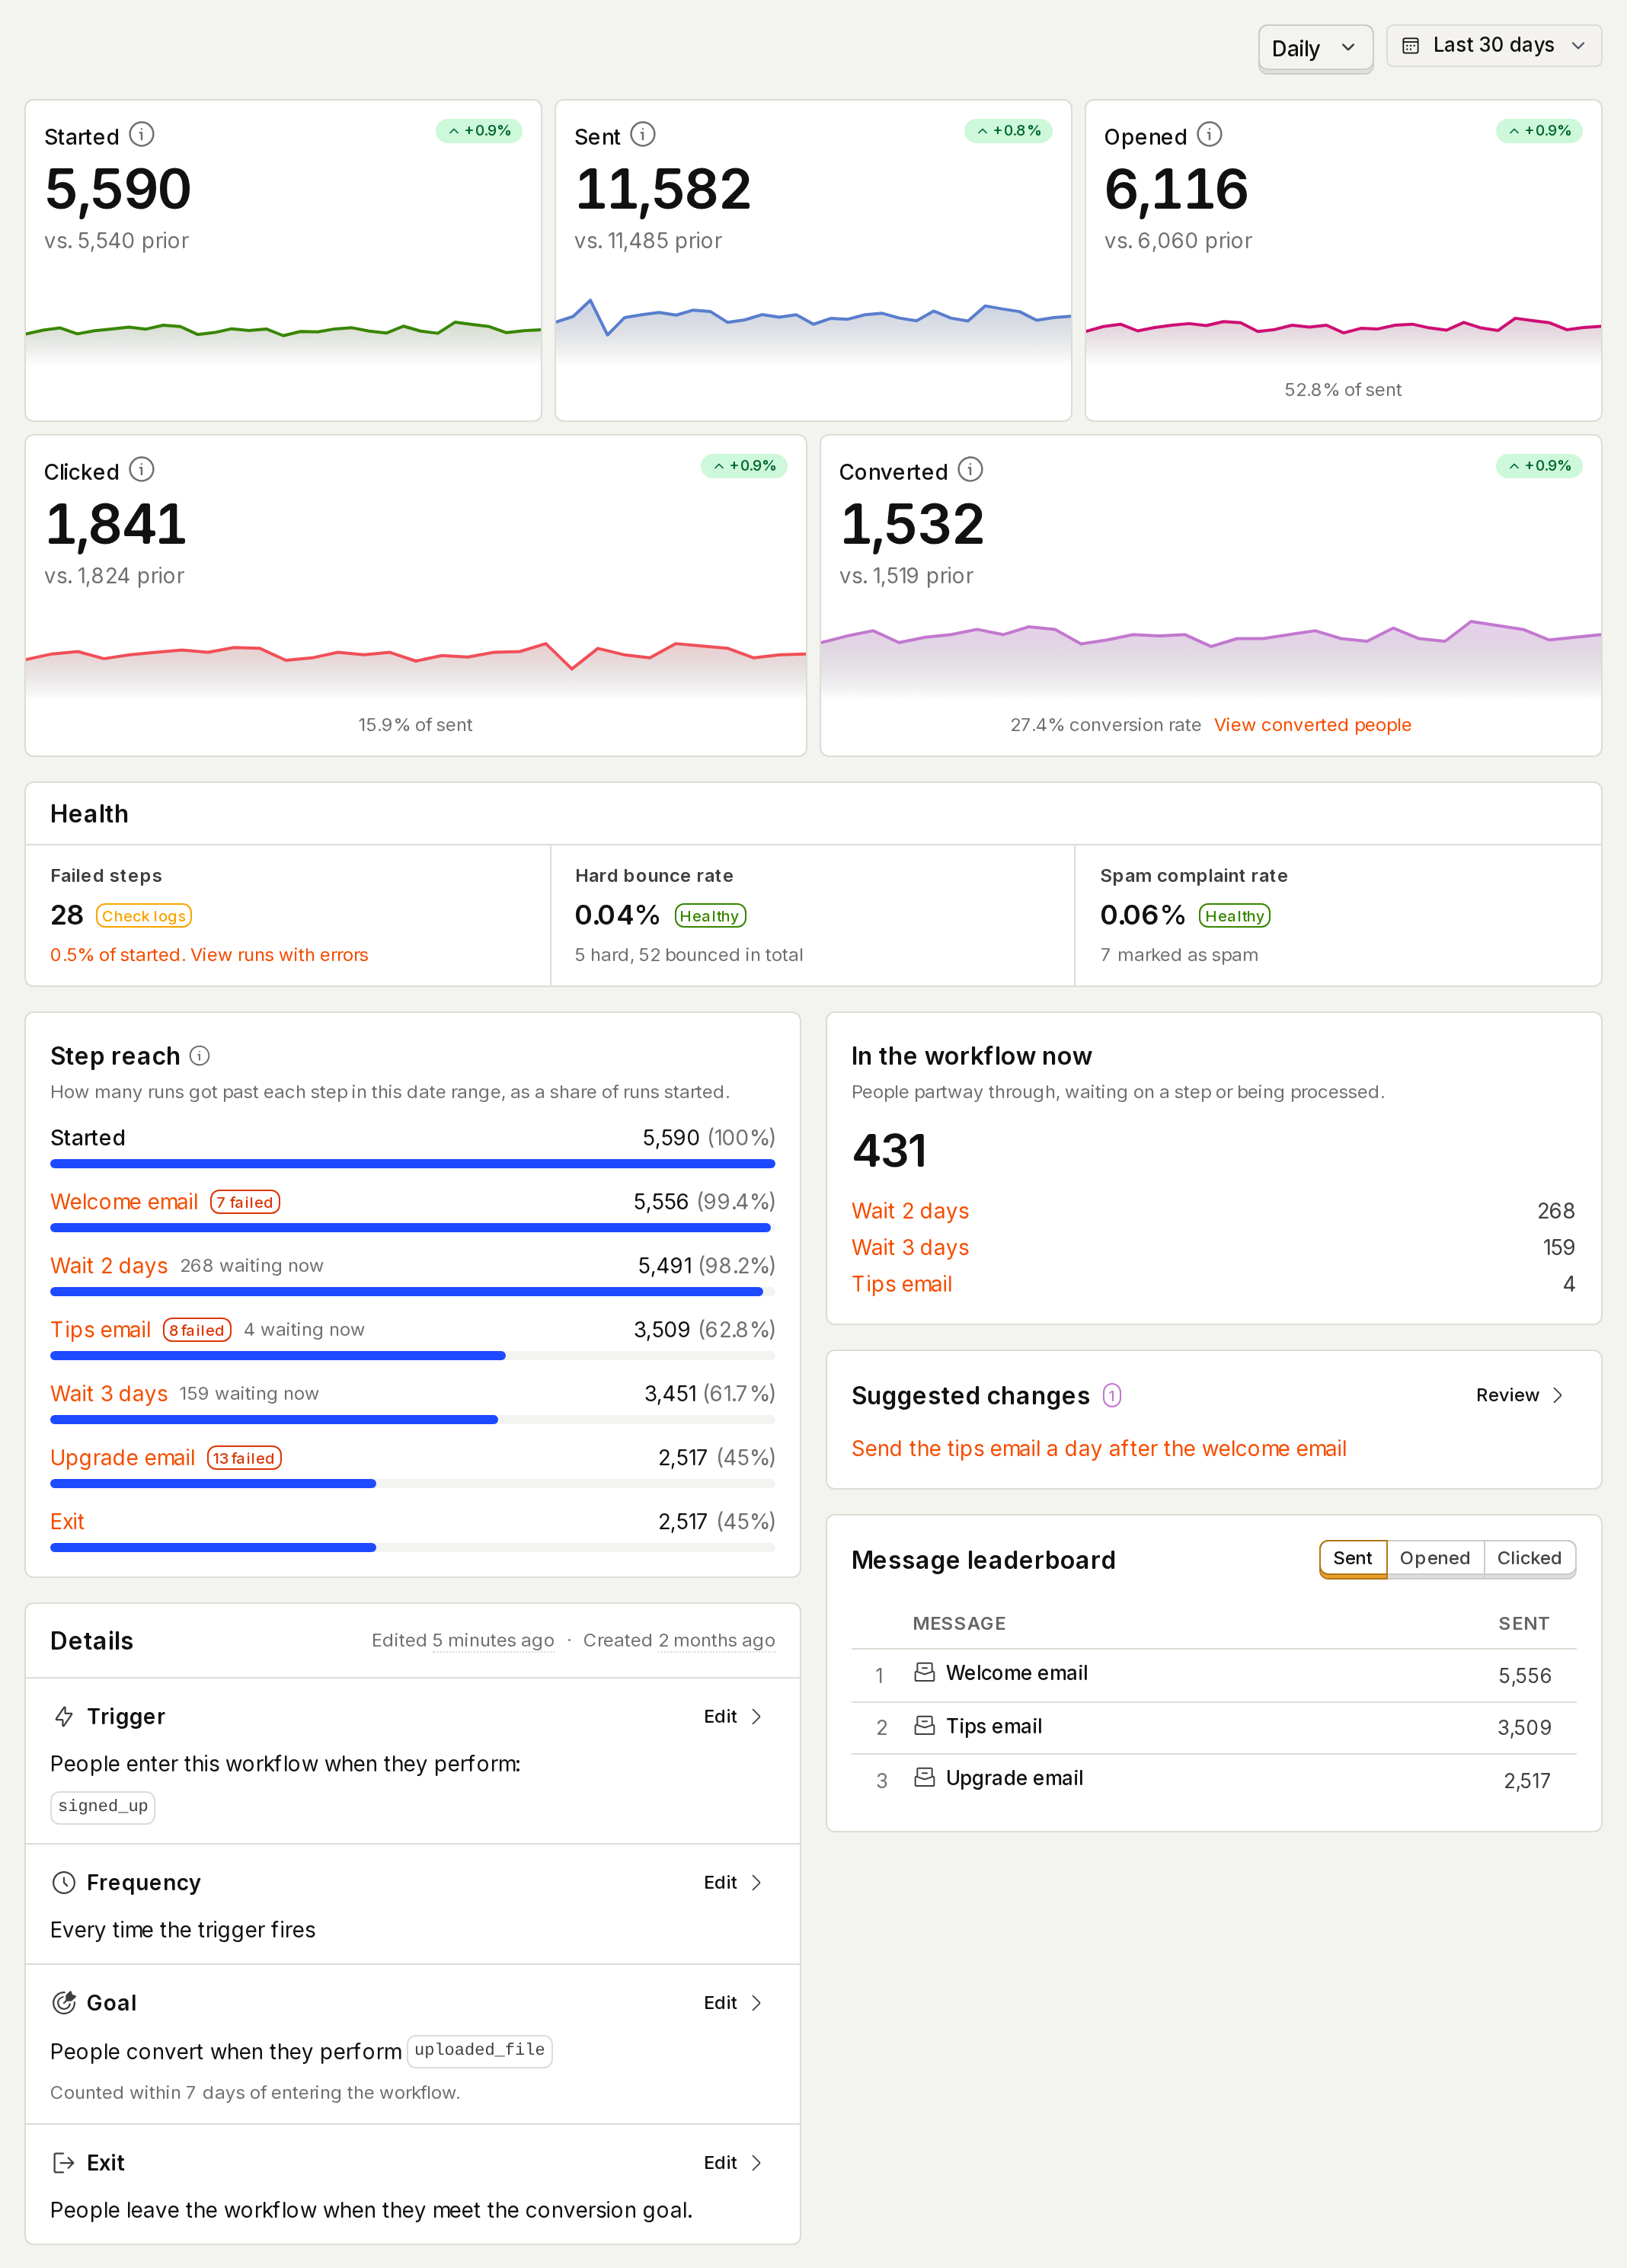 Daily
Last 30 days
Started
+0.9%
5,590
vs. 5,540 prior
Sent
+0.8%
11,582
vs. 11,485 prior
Opened
+0.9%
6,116
vs. 6,060 prior
52.8% of sent
Clicked
+0.9%
1,841
vs. 1,824 prior
15.9% of sent
Converted
+0.9%
1,532
vs. 1,519 prior
27.4% conversion rate View converted people
Health
Failed steps
28 Check logs
0.5% of started. View runs with errors
Hard bounce rate
0.04% Healthy
5 hard, 52 bounced in total
Spam complaint rate
0.06% Healthy
7 marked as spam
Step reach
How many runs got past each step in this date range, as a share of runs started.
Started 5,590 (100%)
Welcome email 7 failed 5,556 (99.4%)
Wait 2 days 268 waiting now 5,491 (98.2%)
Tips email 8 failed 4 waiting now 3,509 (62.8%)
Wait 3 days 159 waiting now 3,451 (61.7%)
Upgrade email 13 failed 2,517 (45%)
Exit 2,517 (45%)
In the workflow now
People partway through, waiting on a step or being processed.
431
Wait 2 days 268
Wait 3 days 159
Tips email 4
Suggested changes 1 Review
Send the tips email a day after the welcome email
Message leaderboard Sent Opened Clicked
MESSAGE SENT
1 Welcome email 5,556
2 Tips email 3,509
3 Upgrade email 2,517
Details Edited 5 minutes ago · Created 2 months ago
Trigger Edit
People enter this workflow when they perform:
signed_up
Frequency Edit
Every time the trigger fires
Goal Edit
People convert when they perform uploaded_file
Counted within 7 days of entering the workflow.
Exit Edit
People leave the workflow when they meet the conversion goal.